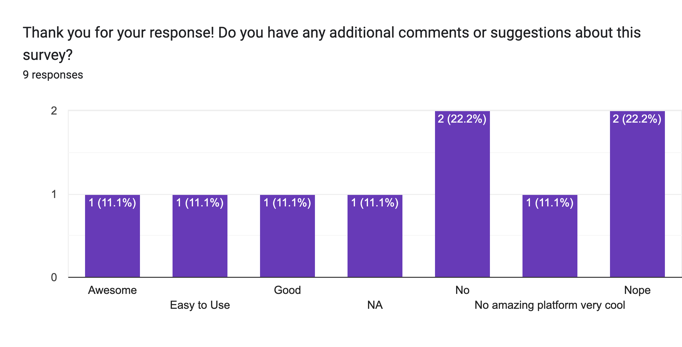 Thank you for your response! Do you have any additional comments or suggestions about this
survey?
9 responses
2
1
0
1 (11.1%)
1 (11.1%)
1 (11.1%)
1 (11.1%)
2 (22.2%)
1 (11.1%)
2 (22.2%)
Awesome
Easy to Use
Good
NA
No
No amazing platform very cool
Nope